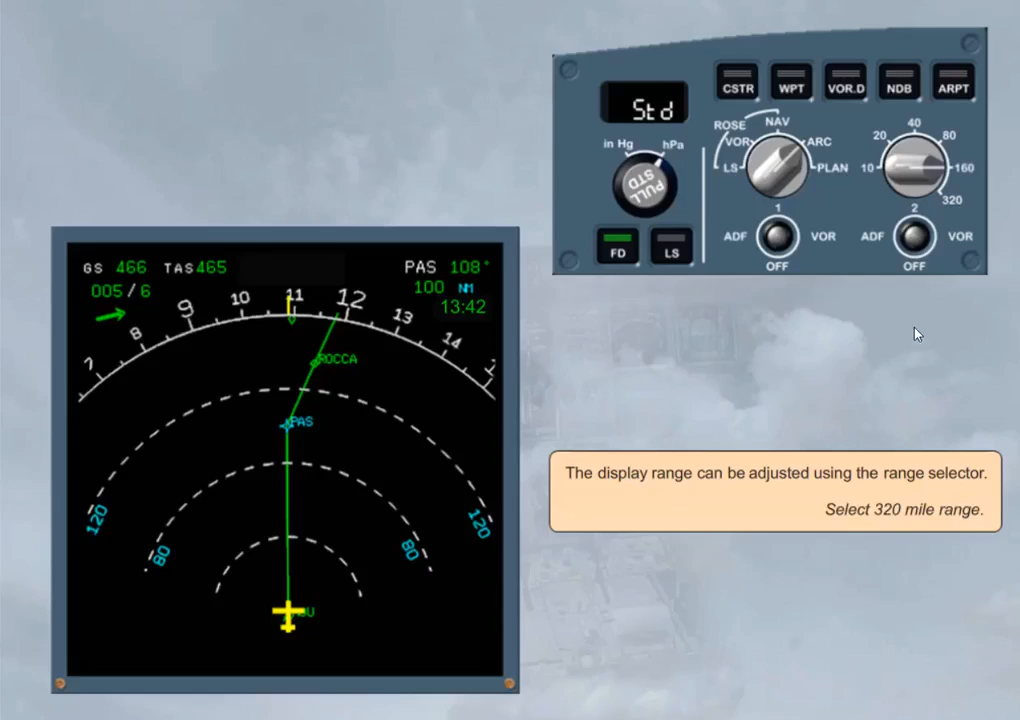 Std
in Hg
hPa
PULL
STD
FD
LS
CSTR
WPT
VOR.D
NDB
ARPT
ROSE
NAV
VOR
ARC
LS
PLAN
10
20
40
80
160
320
1
ADF
VOR
OFF
2
ADF
VOR
OFF
GS 466 TAS465
005 / 6
PAS 108°
100 NM
13:42
7
8
9
10
11
12
13
14
ROCCA
PAS
120
120
80
80
The display range can be adjusted using the range selector.
Select 320 mile range.